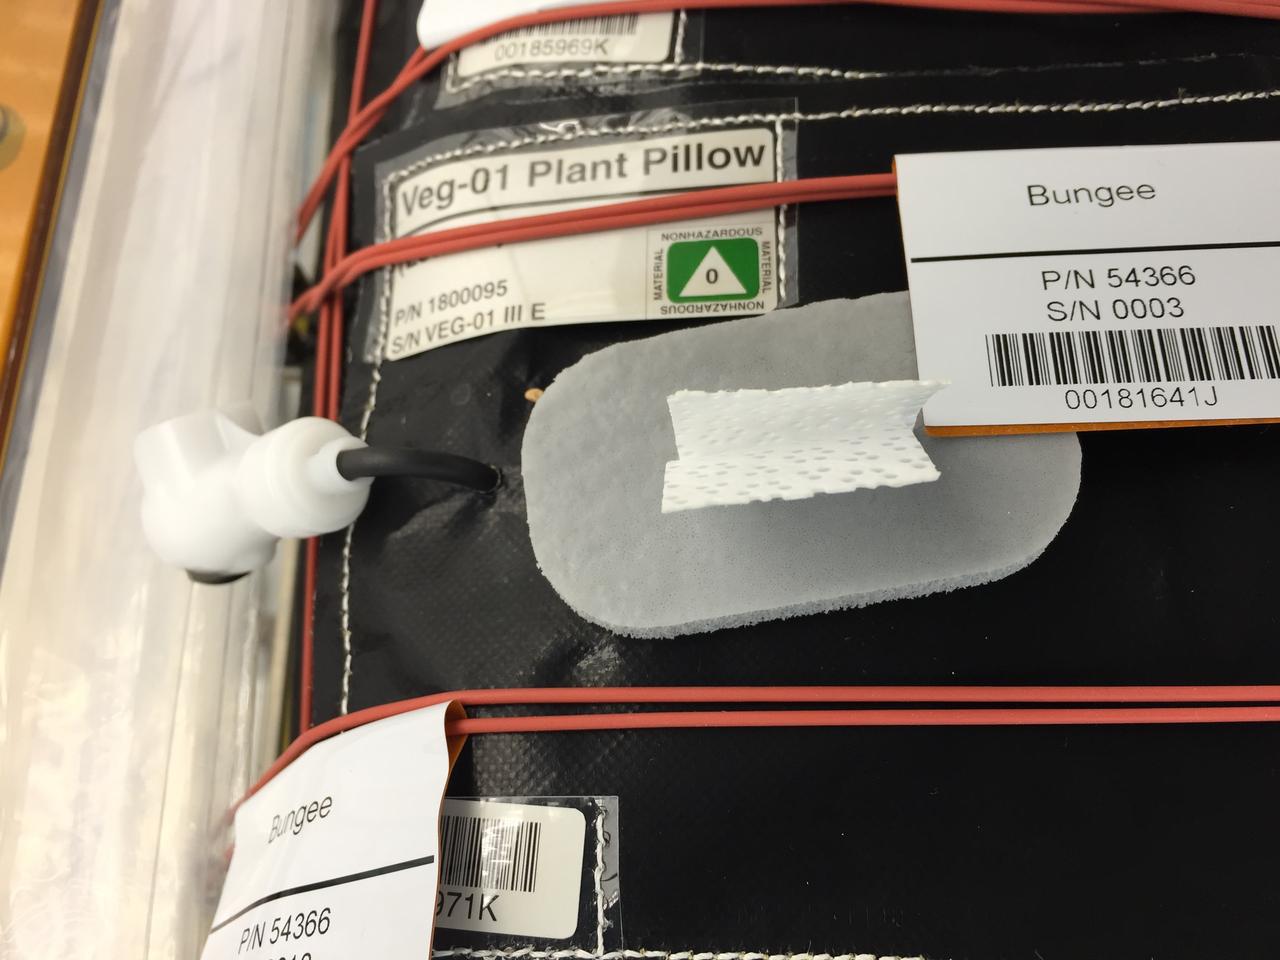 00185969K
Veg-01 Plant Pillow
P/N 1800095
S/N VEG-01 III E
NONHAZARDOUS
MATERIAL
0
MATERIAL
NONHAZARDOUS
Bungee
P/N 54366
S/N 0003
00181641J
Bungee
P/N 54366
971K